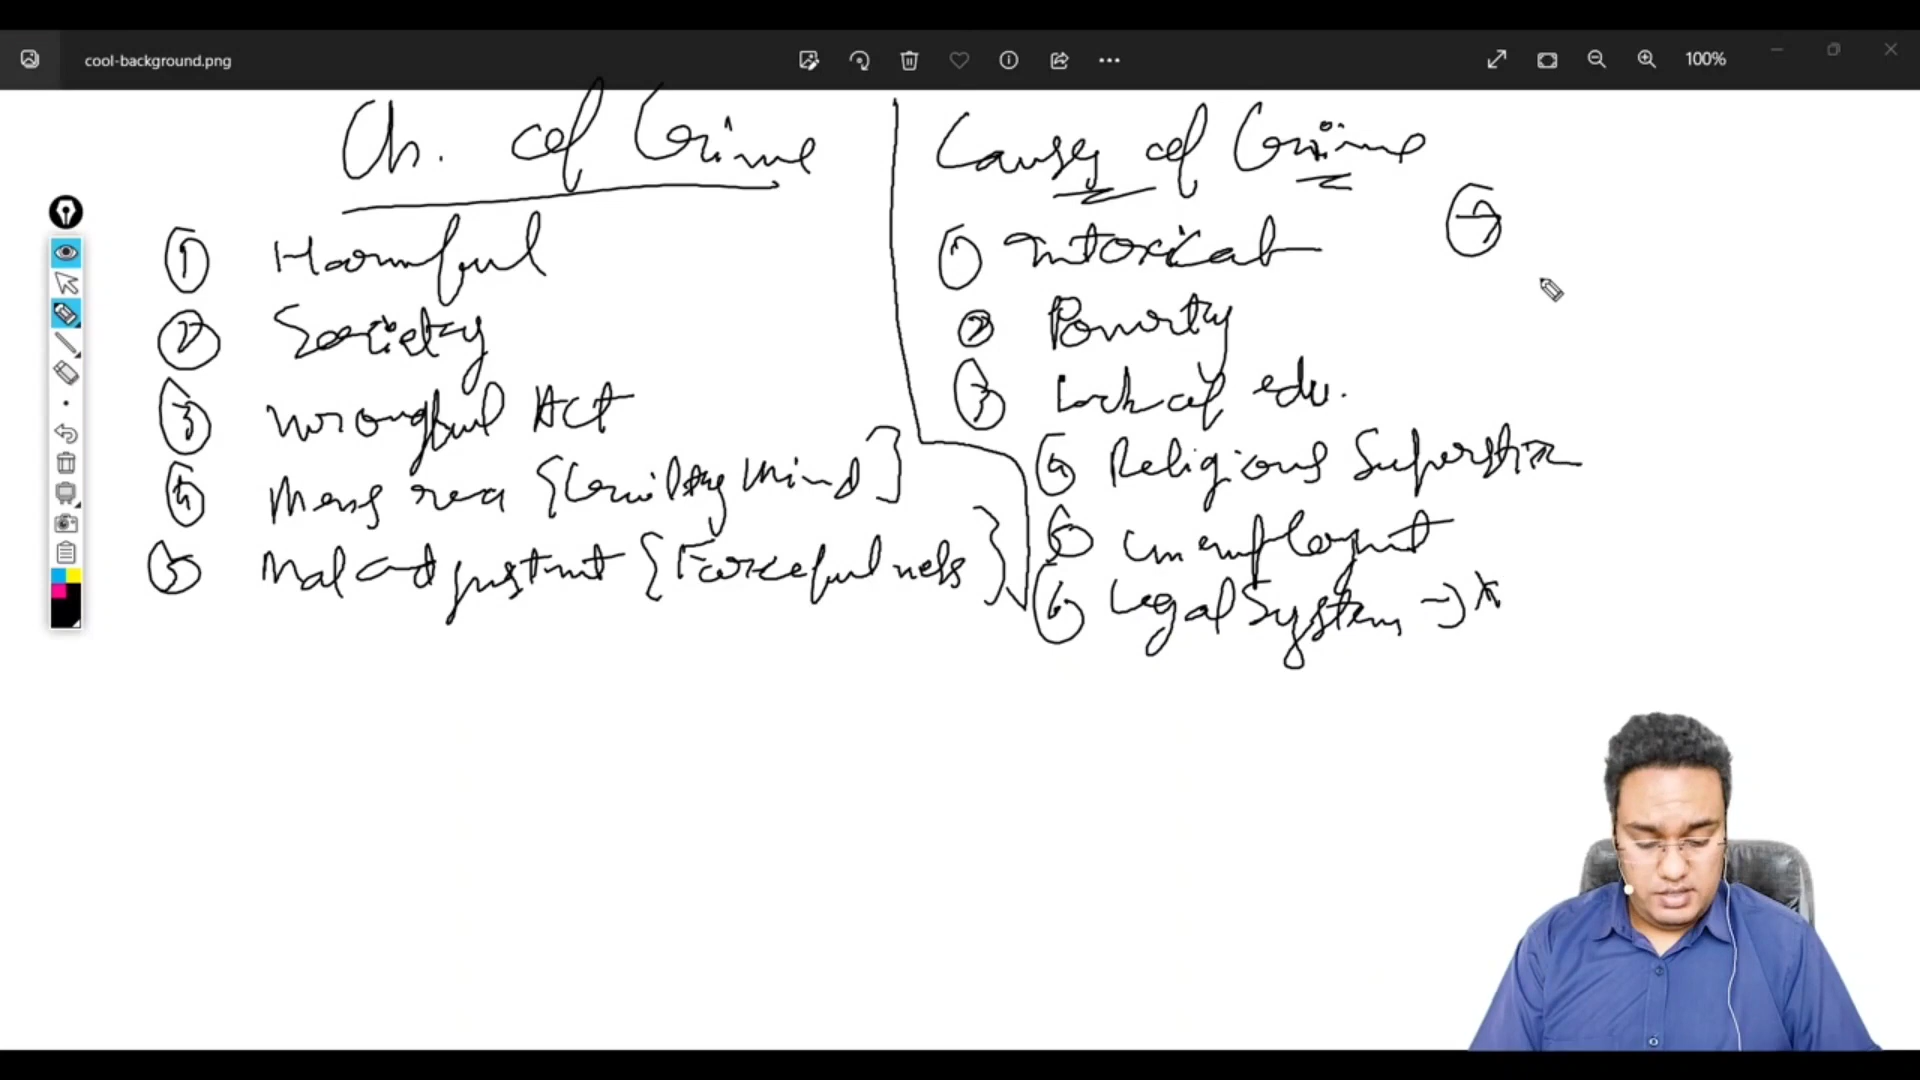 cool-background.png
100%
Ch. of Crime
① Harmful
② Society
③ Wrongful Act
④ Mens rea {Guilty Mind}
⑤ Maladjustment {Forcefulness}
Causes of Crime
① Intoxicat
② Poverty
③ Lack of edu.
④ Religious Superstition
⑤ Unemployment
⑥ Legal System → *
⑦